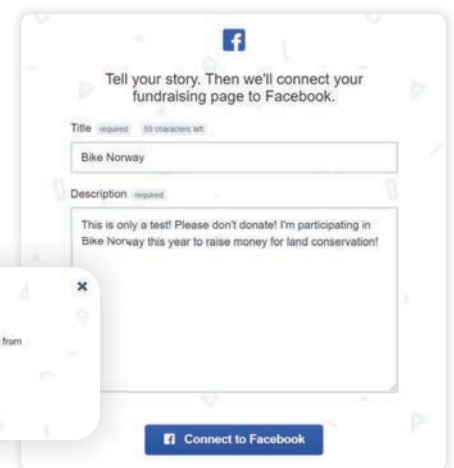 Tell your story. Then we'll connect your
fundraising page to Facebook.
Title required 59 characters left
Bike Norway
Description required
This is only a test! Please don't donate! I'm participating in
Bike Norway this year to raise money for land conservation!
from
Connect to Facebook